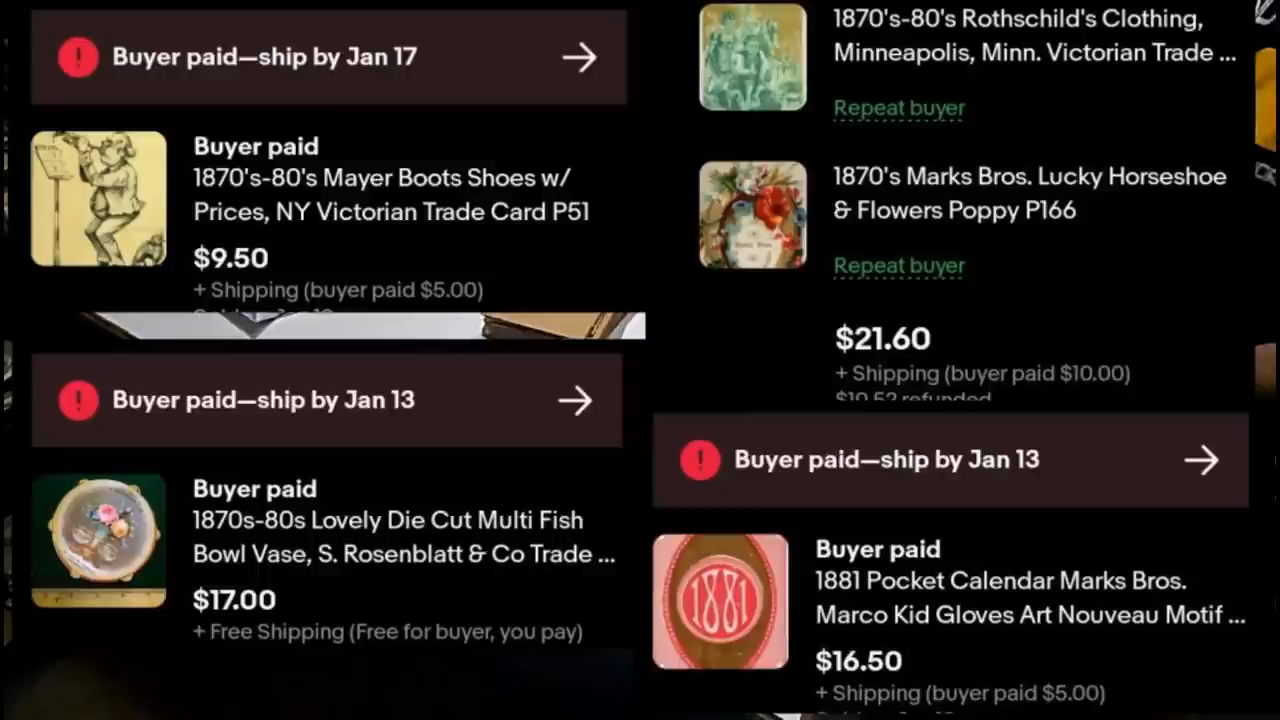 Buyer paid—ship by Jan 17
Buyer paid
1870's-80's Mayer Boots Shoes w/
Prices, NY Victorian Trade Card P51
$9.50
+ Shipping (buyer paid $5.00)
Buyer paid—ship by Jan 13
Buyer paid
1870s-80s Lovely Die Cut Multi Fish
Bowl Vase, S. Rosenblatt & Co Trade ...
$17.00
+ Free Shipping (Free for buyer, you pay)
1870's-80's Rothschild's Clothing,
Minneapolis, Minn. Victorian Trade ...
Repeat buyer
1870's Marks Bros. Lucky Horseshoe
& Flowers Poppy P166
Repeat buyer
$21.60
+ Shipping (buyer paid $10.00)
$10.52 refunded
Buyer paid—ship by Jan 13
Buyer paid
1881
1881 Pocket Calendar Marks Bros.
Marco Kid Gloves Art Nouveau Motif ...
$16.50
+ Shipping (buyer paid $5.00)